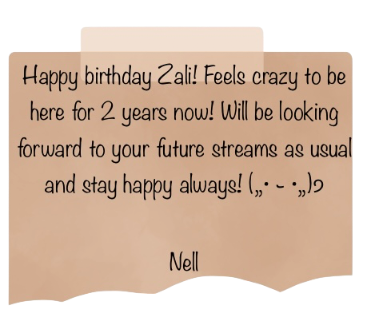 Happy birthday Zali! Feels crazy to be
here for 2 years now! Will be looking
forward to your future streams as usual
and stay happy always! („• ֊ •„)੭
Nell